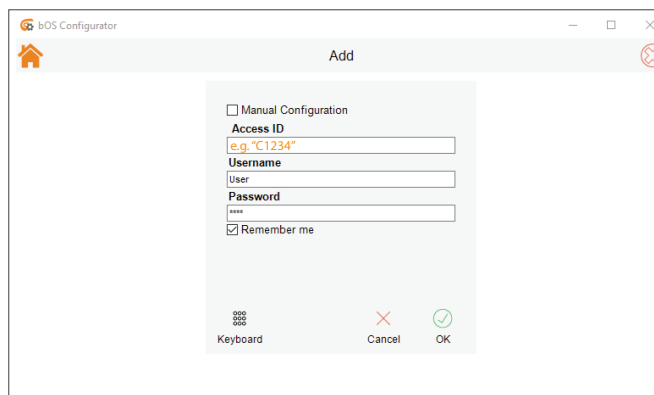 bOS Configurator
Add
Manual Configuration
Access ID
e.g. “C1234”
Username
User
Password
****
Remember me
Keyboard Cancel OK